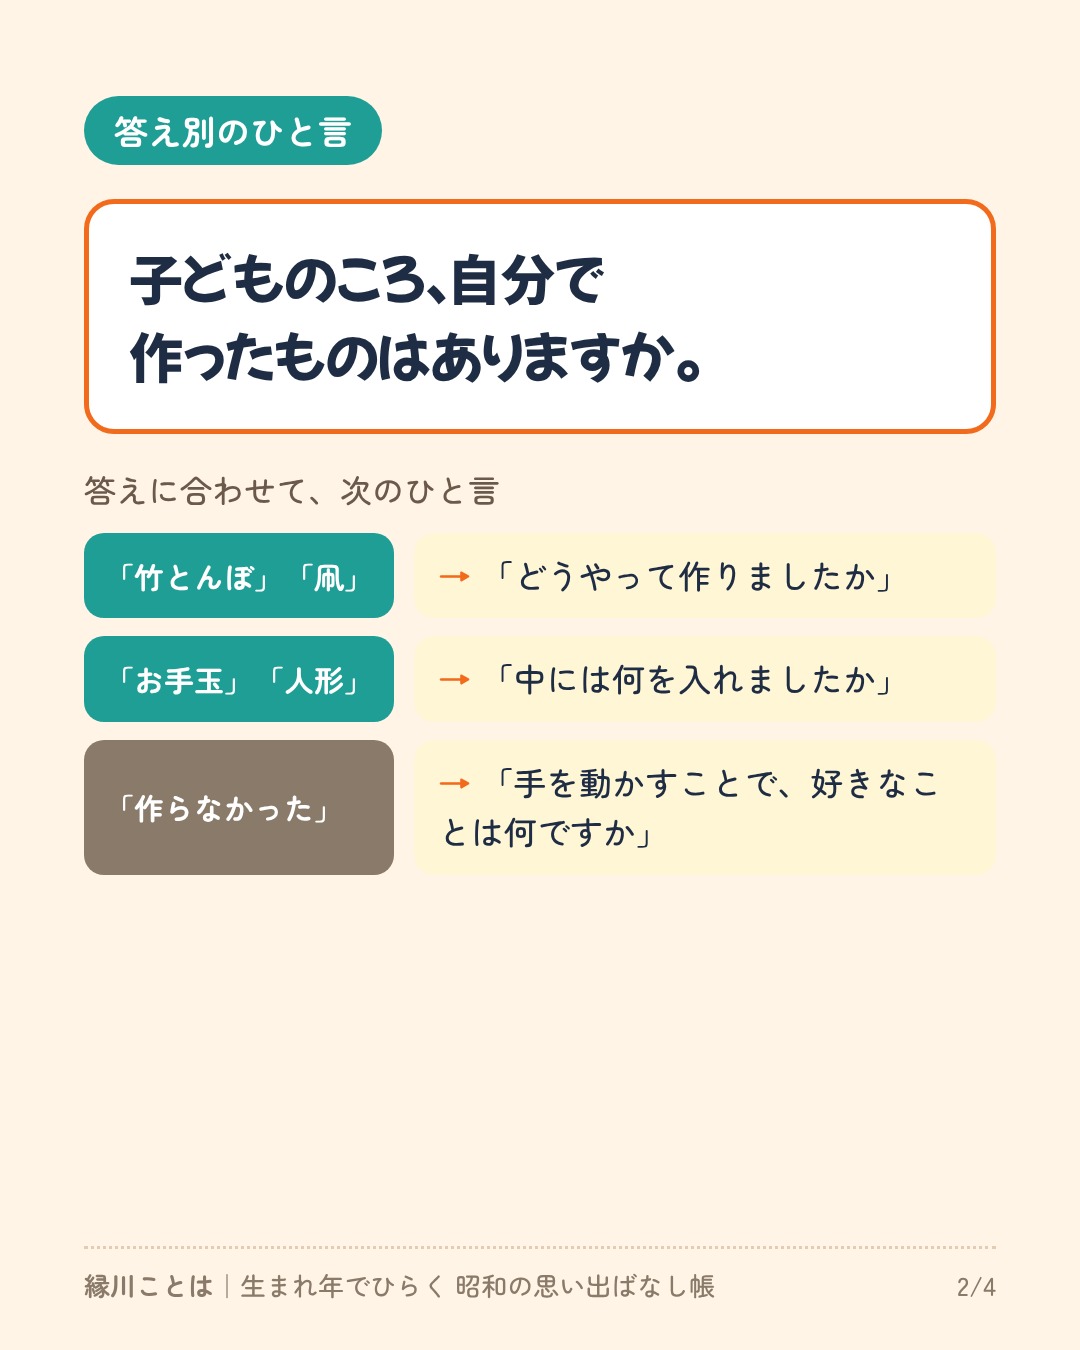 答え別のひと言
子どものころ、自分で
作ったものはありますか。
答えに合わせて、次のひと言
「竹とんぼ」「凧」
→ 「どうやって作りましたか」
「お手玉」「人形」
→ 「中には何を入れましたか」
「作らなかった」
→ 「手を動かすことで、好きなこ
とは何ですか」
縁川ことは｜生まれ年でひらく 昭和の思い出ばなし帳
2/4